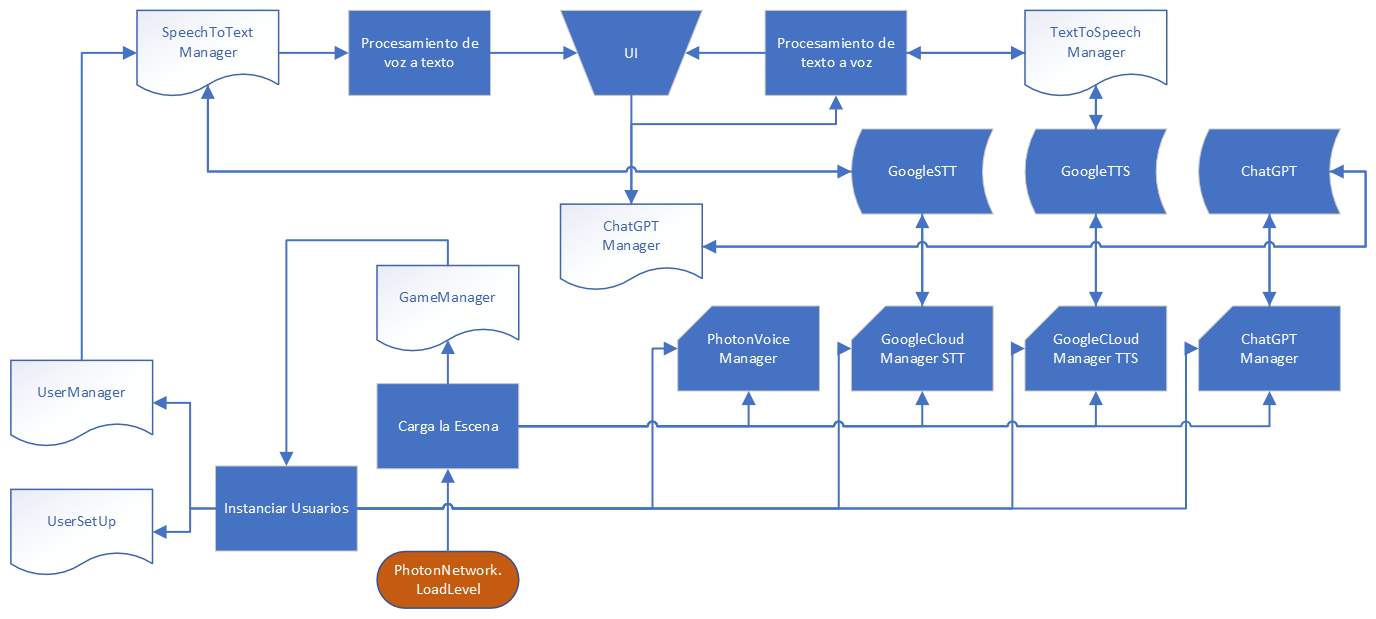 SpeechToText
Manager
Procesamiento de
voz a texto
UI
Procesamiento de
texto a voz
TextToSpeech
Manager
GoogleSTT
GoogleTTS
ChatGPT
ChatGPT
Manager
GameManager
PhotonVoice
Manager
GoogleCloud
Manager STT
GoogleCLoud
Manager TTS
ChatGPT
Manager
UserManager
Carga la Escena
UserSetUp
Instanciar Usuarios
PhotonNetwork.
LoadLevel